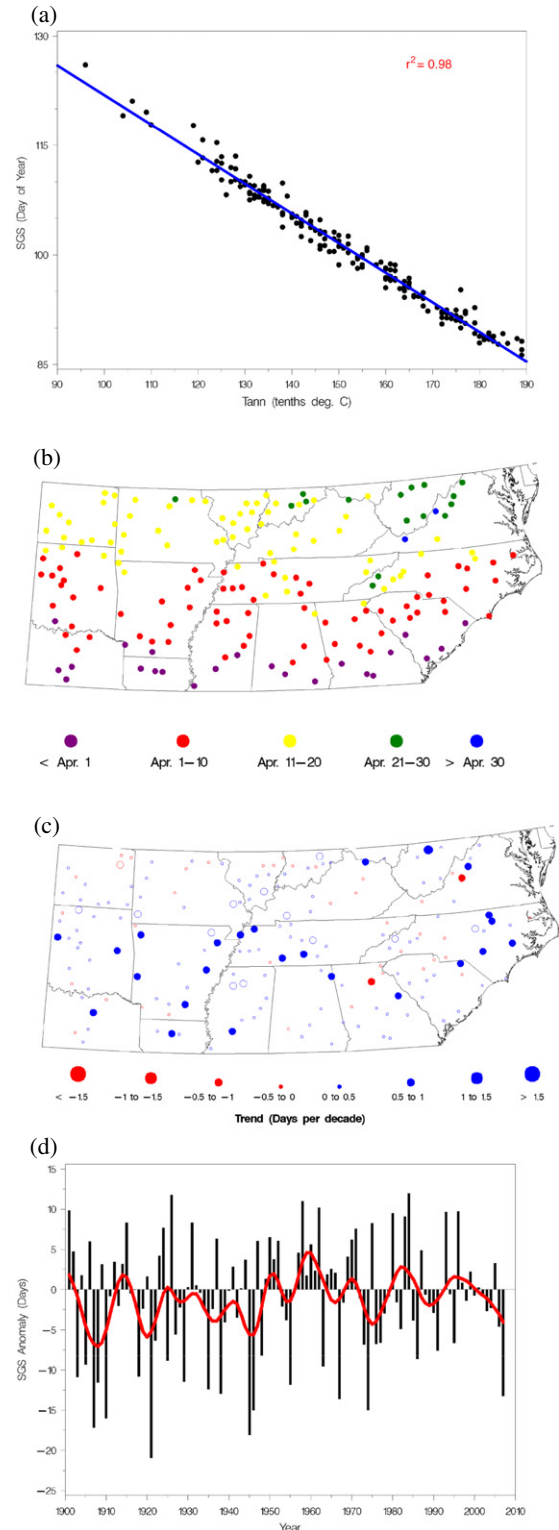 (a)
130
115
100
85
SGS (Day of Year)
r² = 0.98
90 100 110 120 130 140 150 160 170 180 190
Tann (tenths deg. C)
(b)
< Apr. 1 Apr. 1−10 Apr. 11−20 Apr. 21−30 > Apr. 30
(c)
< −1.5 −1 to −1.5 −0.5 to −1 −0.5 to 0 0 to 0.5 0.5 to 1 1 to 1.5 > 1.5
Trend (Days per decade)
(d)
15
10
5
0
−5
−10
−15
−20
−25
SGS Anomaly (Days)
1900 1910 1920 1930 1940 1950 1960 1970 1980 1990 2000 2010
Year